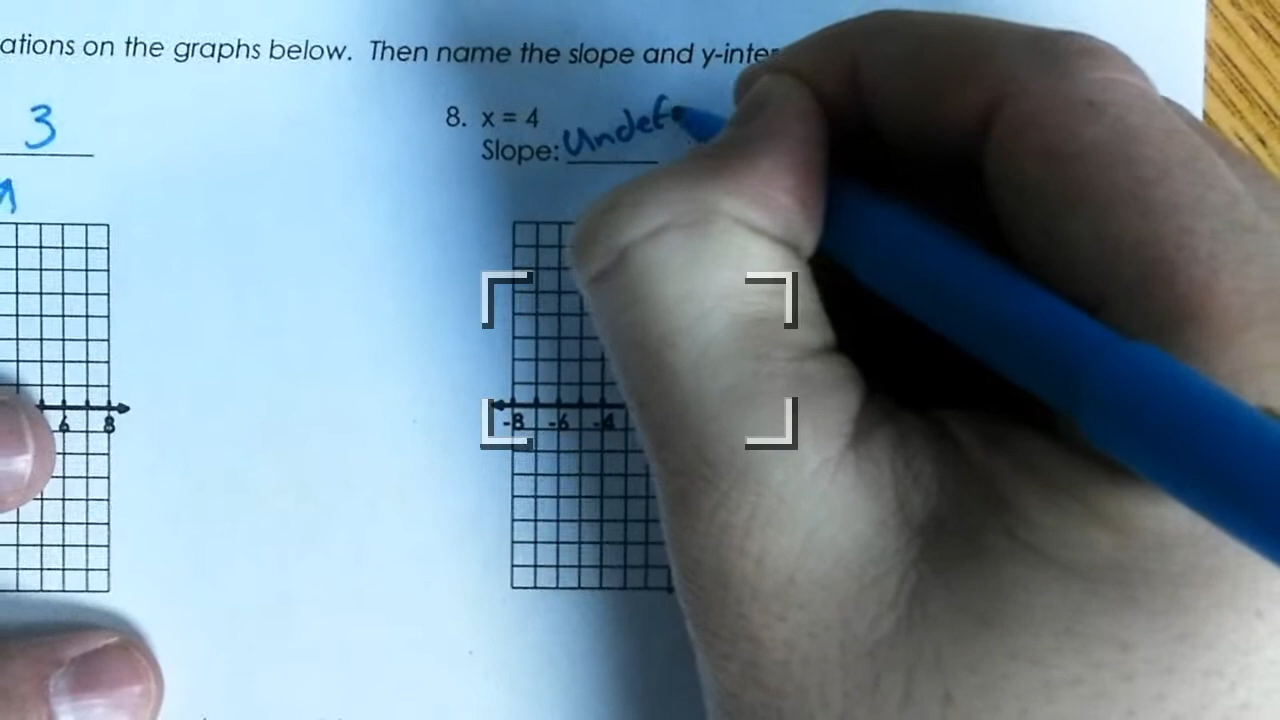 ations on the graphs below. Then name the slope and y-inte
3
8. x = 4
Slope: Undef
6 8
-8 -6 -4